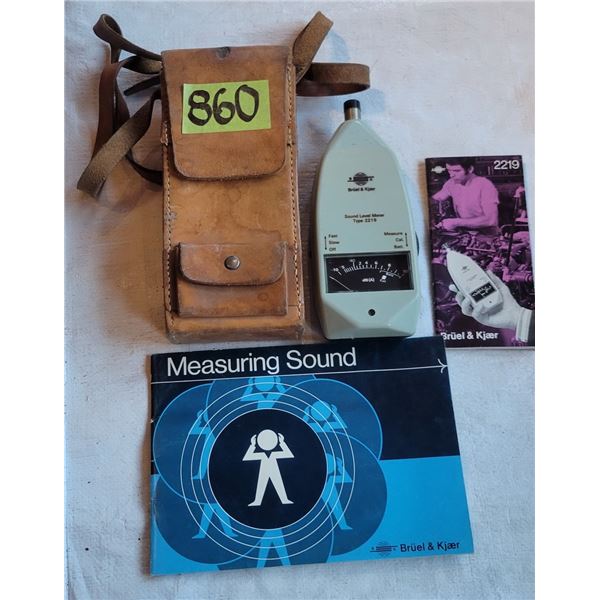 860
Brüel & Kjær
Sound Level Meter
Type 2219
Fast
Slow
Off
Measure
Cal.
Batt.
dB(A)
2219
Brüel & Kjær
Measuring Sound
Brüel & Kjær